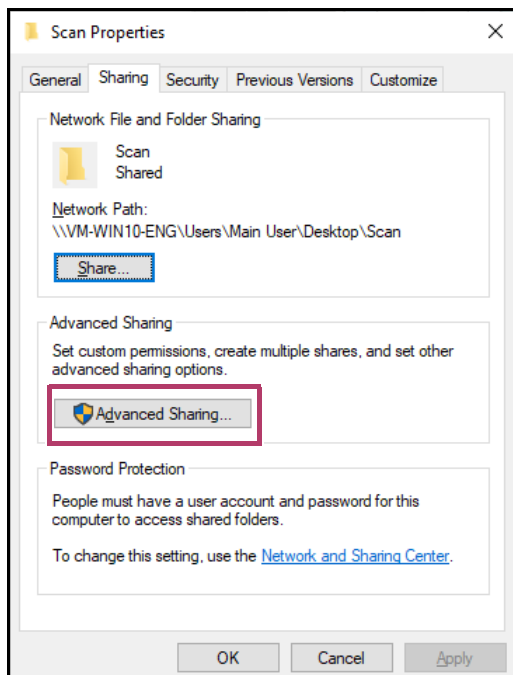 Scan Properties
General Sharing Security Previous Versions Customize
Network File and Folder Sharing
Scan
Shared
Network Path:
\\VM-WIN10-ENG\Users\Main User\Desktop\Scan
Share...
Advanced Sharing
Set custom permissions, create multiple shares, and set other
advanced sharing options.
Advanced Sharing...
Password Protection
People must have a user account and password for this
computer to access shared folders.
To change this setting, use the Network and Sharing Center.
OK Cancel Apply